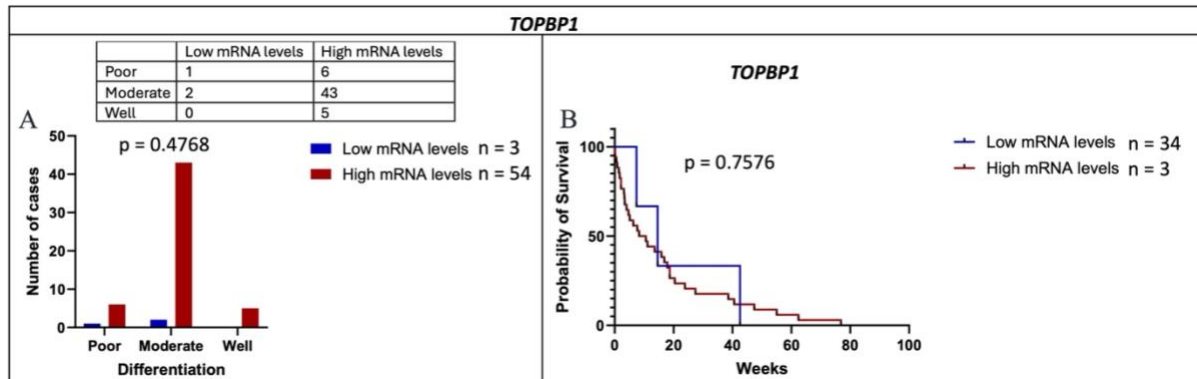 TOPBP1
Low mRNA levels High mRNA levels
Poor 1 6
Moderate 2 43
Well 0 5
A
p = 0.4768
Low mRNA levels n = 3
High mRNA levels n = 54
Number of cases
50
40
30
20
10
0
Poor Moderate Well
Differentiation
TOPBP1
B
p = 0.7576
Low mRNA levels n = 34
High mRNA levels n = 3
Probability of Survival
100
50
0
0 20 40 60 80 100
Weeks